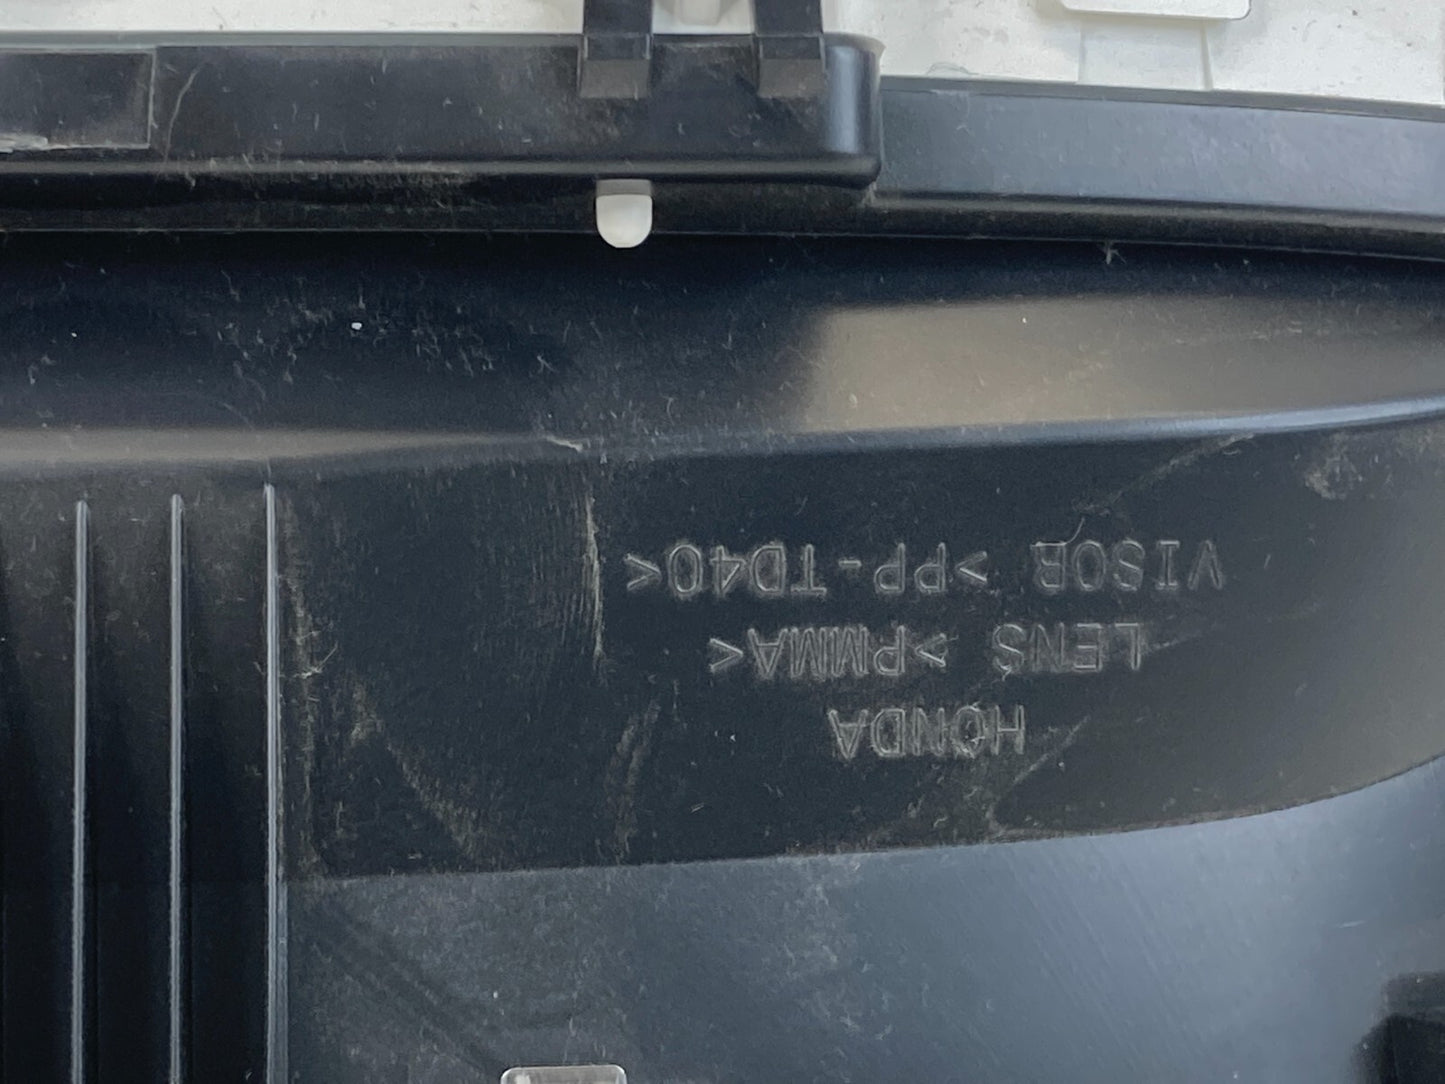 HONDA
LENS >PMMA<
VISOR >PP-TD40<